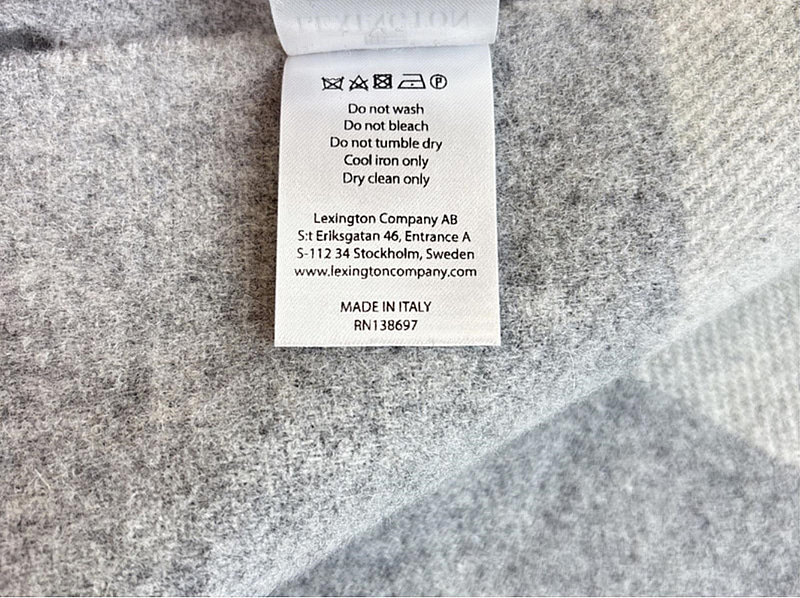 Do not wash
Do not bleach
Do not tumble dry
Cool iron only
Dry clean only
Lexington Company AB
S:t Eriksgatan 46, Entrance A
S-112 34 Stockholm, Sweden
www.lexingtoncompany.com
MADE IN ITALY
RN138697